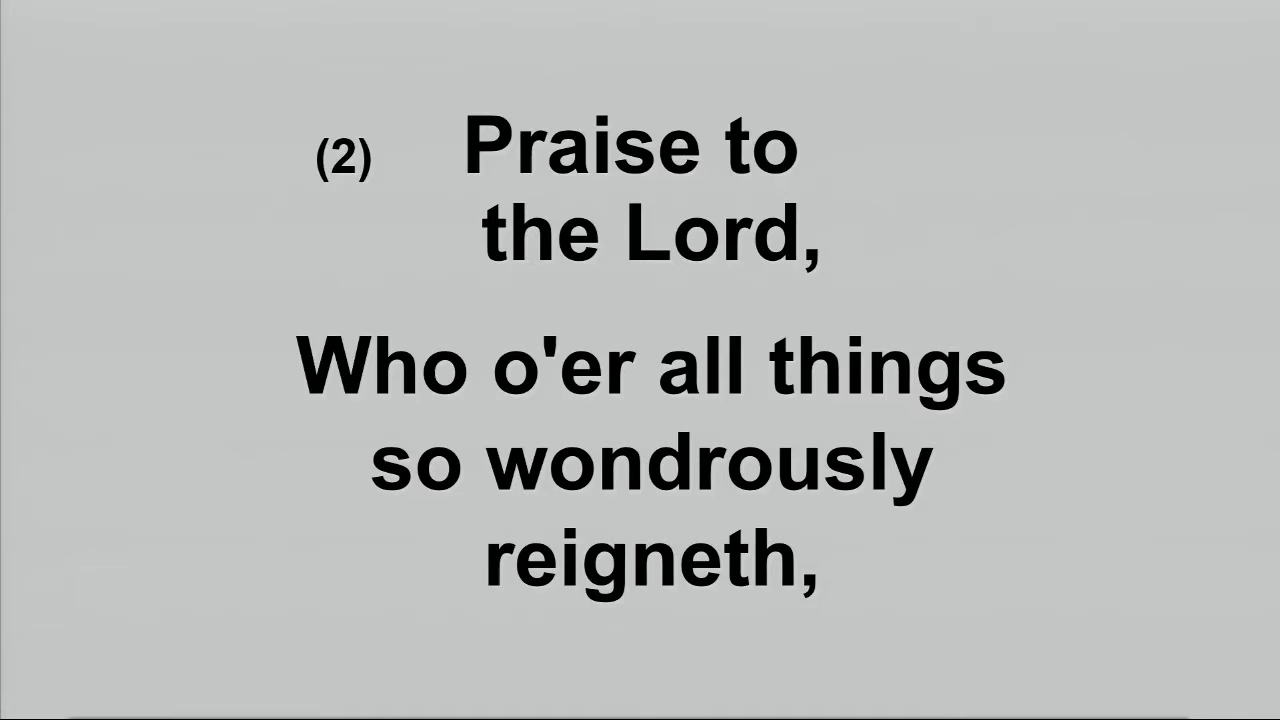 (2) Praise to
the Lord,
Who o'er all things
so wondrously
reigneth,